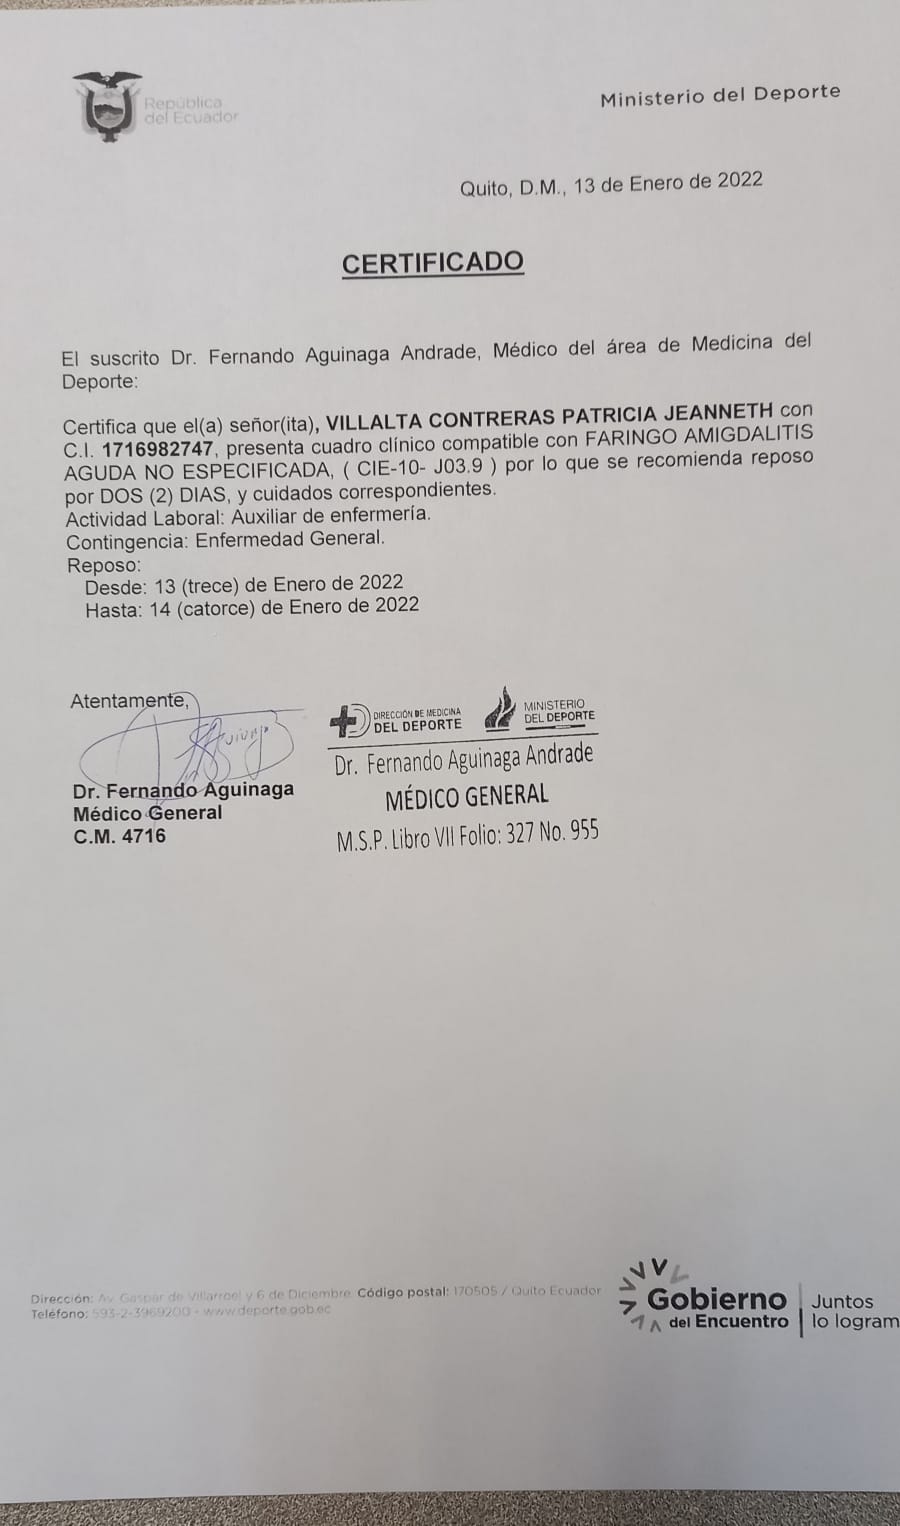 República
del Ecuador
Ministerio del Deporte
Quito, D.M., 13 de Enero de 2022
CERTIFICADO
El suscrito Dr. Fernando Aguinaga Andrade, Médico del área de Medicina del
Deporte:
Certifica que el(a) señor(ita), VILLALTA CONTRERAS PATRICIA JEANNETH con
C.I. 1716982747, presenta cuadro clínico compatible con FARINGO AMIGDALITIS
AGUDA NO ESPECIFICADA, ( CIE-10- J03.9 ) por lo que se recomienda reposo
por DOS (2) DIAS, y cuidados correspondientes.
Actividad Laboral: Auxiliar de enfermería.
Contingencia: Enfermedad General.
Reposo:
Desde: 13 (trece) de Enero de 2022
Hasta: 14 (catorce) de Enero de 2022
Atentamente,
Dr. Fernando Aguinaga
Médico General
C.M. 4716
DIRECCIÓN DE MEDICINA
DEL DEPORTE
MINISTERIO
DEL DEPORTE
Dr. Fernando Aguinaga Andrade
MÉDICO GENERAL
M.S.P. Libro VII Folio: 327 No. 955
Dirección: Av. Gaspar de Villarroel y 6 de Diciembre. Código postal: 170505 / Quito Ecuador
Teléfono: 593-2-3969200 - www.deporte.gob.ec
Gobierno
del Encuentro
Juntos
lo logram